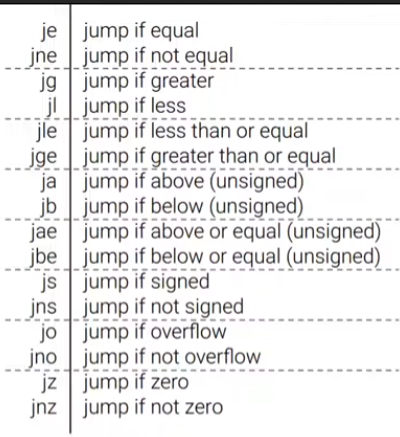 je jump if equal
jne jump if not equal
jg jump if greater
jl jump if less
jle jump if less than or equal
jge jump if greater than or equal
ja jump if above (unsigned)
jb jump if below (unsigned)
jae jump if above or equal (unsigned)
jbe jump if below or equal (unsigned)
js jump if signed
jns jump if not signed
jo jump if overflow
jno jump if not overflow
jz jump if zero
jnz jump if not zero